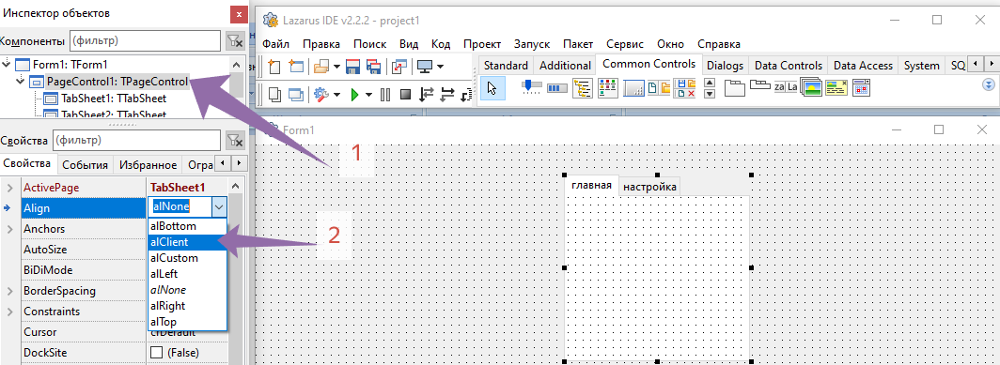 Инспектор объектов
Компоненты (фильтр)
Form1: TForm1
PageControl1: TPageControl
TabSheet1: TTabSheet
TabSheet2: TTabSheet
Свойства (фильтр)
Свойства События Избранное Огра
ActivePage TabSheet1
Align alNone
alBottom
Anchors
alClient
AutoSize
alCustom
BiDiMode
alLeft
BorderSpacing
alNone
Constraints
alRight
alTop
Cursor crDefault
DockSite (False)
1
2
Lazarus IDE v2.2.2 - project1
Файл Правка Поиск Вид Код Проект Запуск Пакет Сервис Окно Справка
Standard Additional Common Controls Dialogs Data Controls Data Access System SQ
Form1
главная настройка